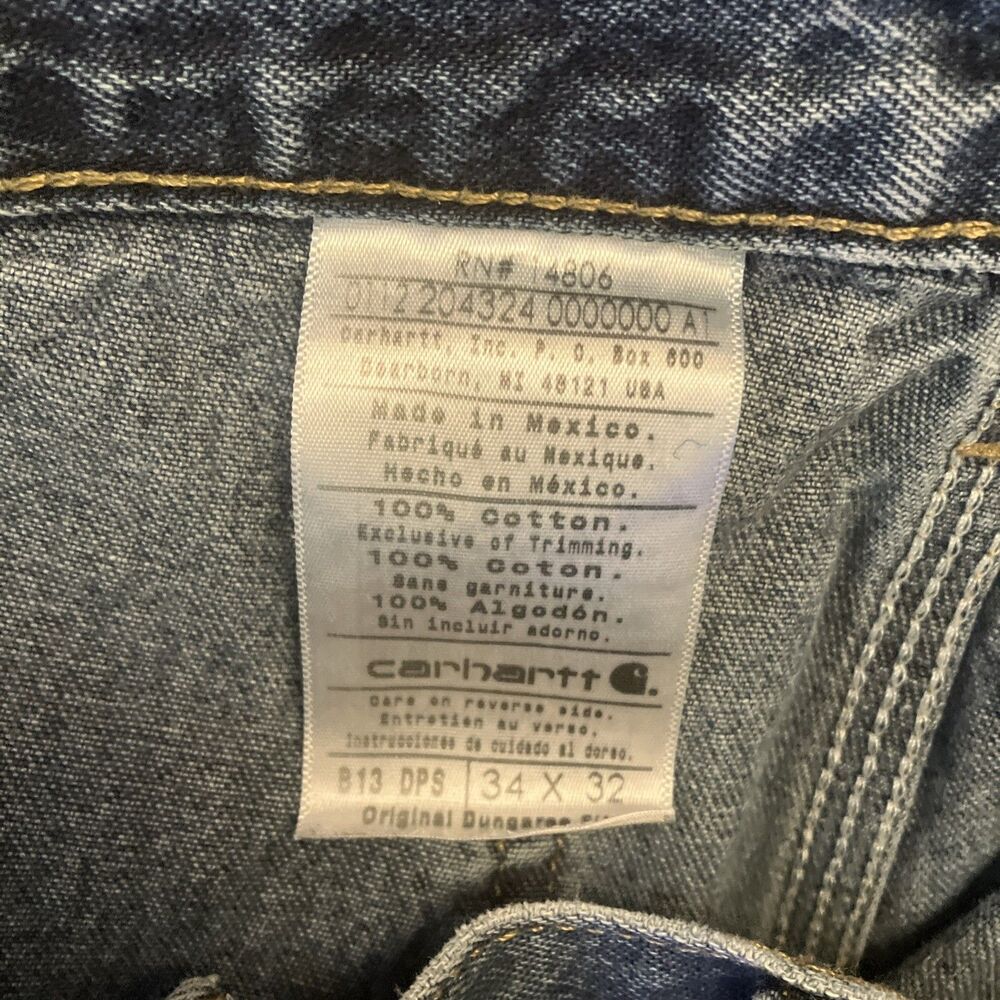 RN# 14806
0112 204324 0000000 A1
Carhartt, Inc. P. O. Box 600
Dearborn, MI 48121 USA
Made in Mexico.
Fabriqué au Mexique.
Hecho en México.
100% Cotton.
Exclusive of Trimming.
100% Coton.
Sans garniture.
100% Algodón.
Sin incluir adorno.
carhartt
Care on reverse side.
Entretien au verso.
Instrucciones de cuidado al dorso.
B13 DPS 34 X 32
Original Dungaree